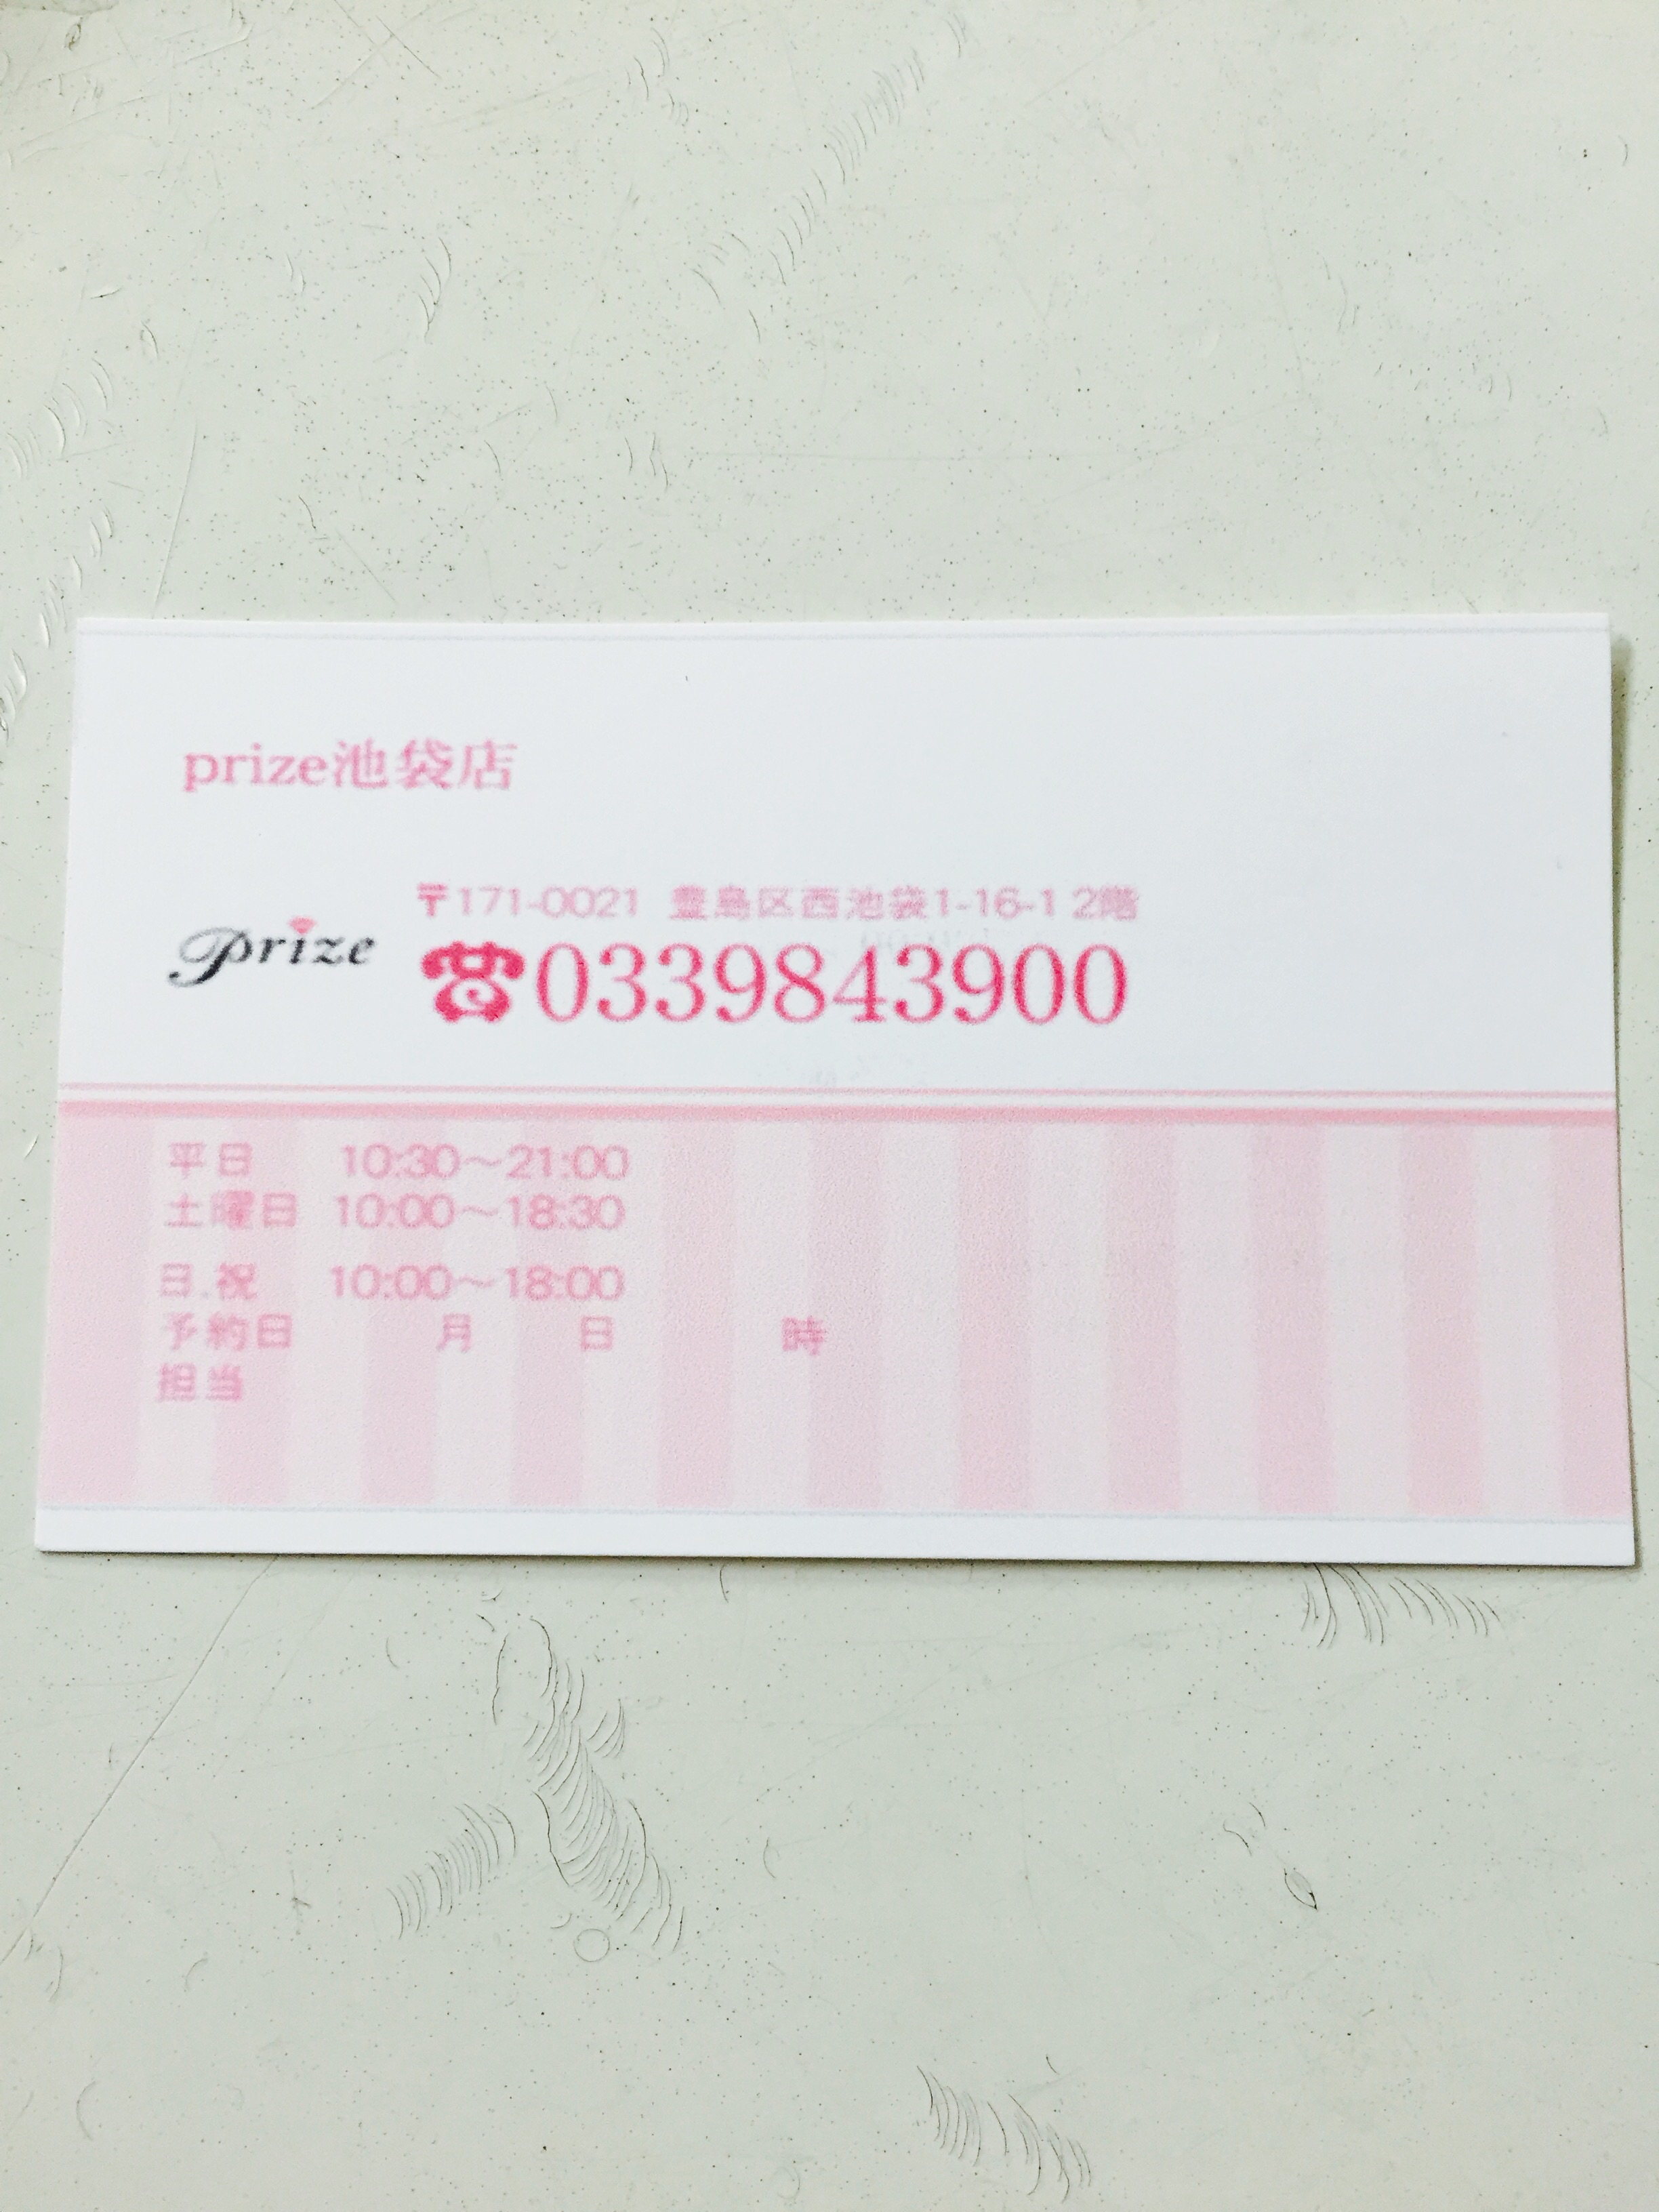 prize池袋店
〒171-0021 豊島区西池袋1-16-1 2階
prize
☎0339843900
平日 10:30～21:00
土曜日 10:00～18:30
日.祝 10:00～18:00
予約日 月 日 時
担当